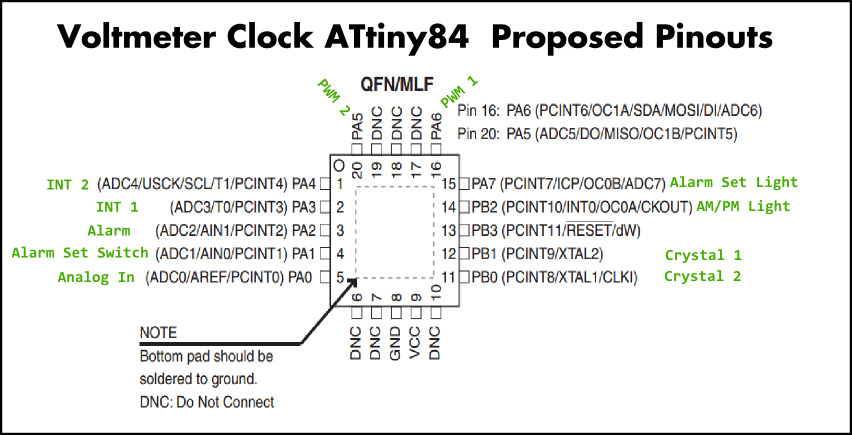 Voltmeter Clock ATtiny84 Proposed Pinouts
QFN/MLF
PWM 2
PWM 1
Pin 16: PA6 (PCINT6/OC1A/SDA/MOSI/DI/ADC6)
Pin 20: PA5 (ADC5/DO/MISO/OC1B/PCINT5)
PA5
DNC
DNC
DNC
PA6
20
19
18
17
16
INT 2 (ADC4/USCK/SCL/T1/PCINT4) PA4 1
INT 1 (ADC3/T0/PCINT3) PA3 2
Alarm (ADC2/AIN1/PCINT2) PA2 3
Alarm Set Switch (ADC1/AIN0/PCINT1) PA1 4
Analog In (ADC0/AREF/PCINT0) PA0 5
15 PA7 (PCINT7/ICP/OC0B/ADC7) Alarm Set Light
14 PB2 (PCINT10/INT0/OC0A/CKOUT) AM/PM Light
13 PB3 (PCINT11/RESET/dW)
12 PB1 (PCINT9/XTAL2) Crystal 1
11 PB0 (PCINT8/XTAL1/CLKI) Crystal 2
6
7
8
9
10
DNC
DNC
GND
VCC
DNC
NOTE
Bottom pad should be
soldered to ground.
DNC: Do Not Connect